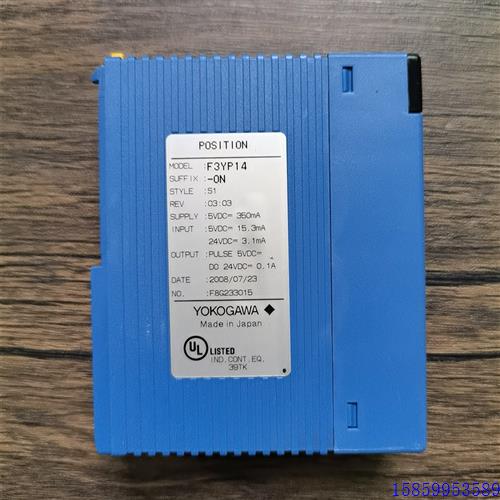 POSITION
MODEL :F3YP14
SUFFIX :-0N
STYLE :S1
REV :03:03
SUPPLY :5VDC⎓ 350mA
INPUT :5VDC⎓ 15.3mA
24VDC⎓ 3.1mA
OUTPUT :PULSE 5VDC⎓
DO 24VDC⎓ 0.1A
DATE :2008/07/23
NO. :F8G233015
YOKOGAWA
Made in Japan
UL LISTED
IND.CONT.EQ.
39TK
15859953589